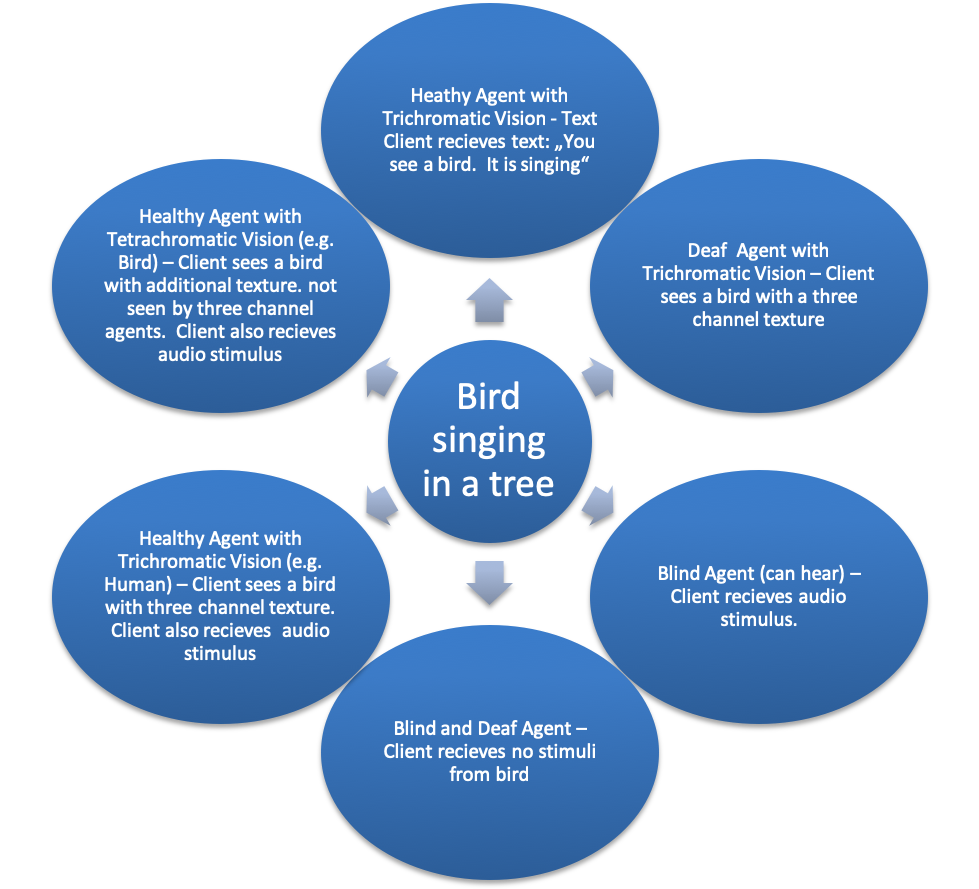 Heathy Agent with
Trichromatic Vision - Text
Client recieves text: „You
see a bird.  It is singing“
Healthy Agent with
Tetrachromatic Vision (e.g.
Bird) – Client sees a bird
with additional texture. not
seen by three channel
agents.  Client also recieves
audio stimulus
Deaf  Agent with
Trichromatic Vision – Client
sees a bird with a three
channel texture
Bird
singing
in a tree
Healthy Agent with
Trichromatic Vision (e.g.
Human) – Client sees a bird
with three channel texture.
Client also recieves  audio
stimulus
Blind Agent (can hear) –
Client recieves audio
stimulus.
Blind and Deaf Agent –
Client recieves no stimuli
from bird